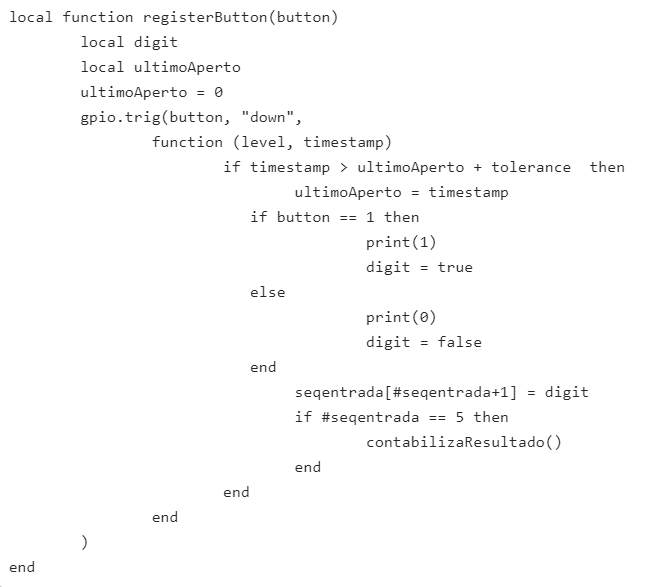 local function registerButton(button)
local digit
local ultimoAperto
ultimoAperto = 0
gpio.trig(button, "down",
function (level, timestamp)
if timestamp > ultimoAperto + tolerance  then
ultimoAperto = timestamp
if button == 1 then
print(1)
digit = true
else
print(0)
digit = false
end
seqentrada[#seqentrada+1] = digit
if #seqentrada == 5 then
contabilizaResultado()
end
end
end
)
end